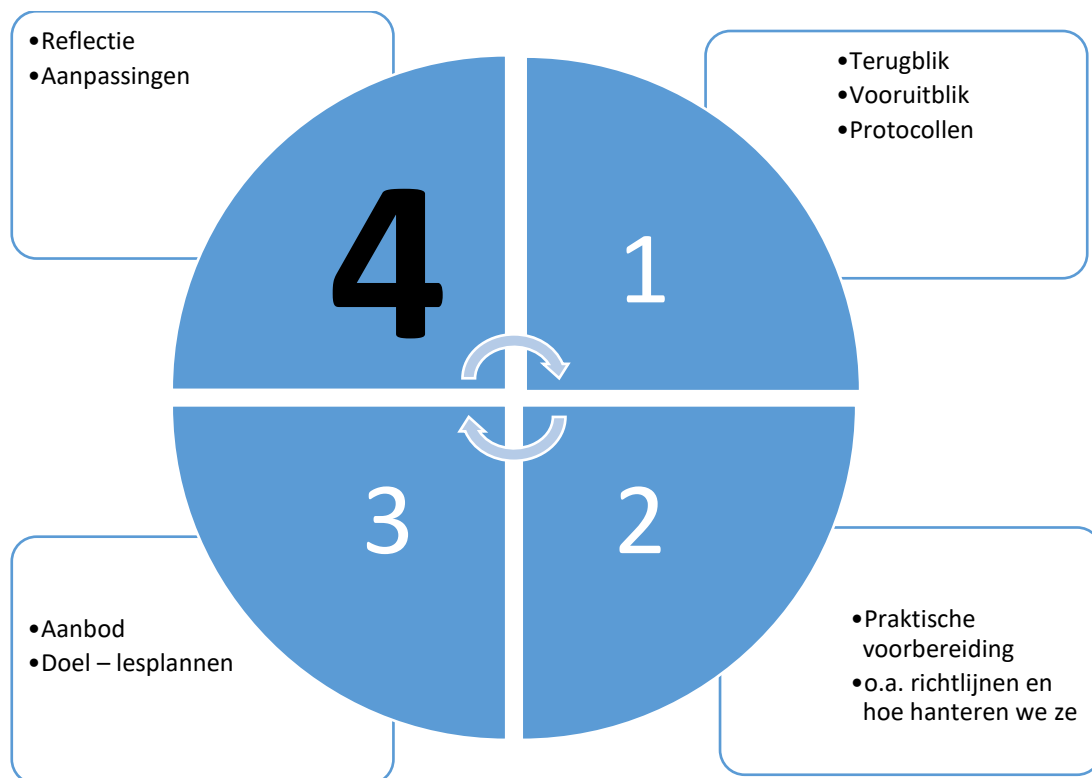 •Reflectie
•Aanpassingen
•Terugblik
•Vooruitblik
•Protocollen
4
1
3
2
•Aanbod
•Doel – lesplannen
•Praktische
voorbereiding
•o.a. richtlijnen en
hoe hanteren we ze